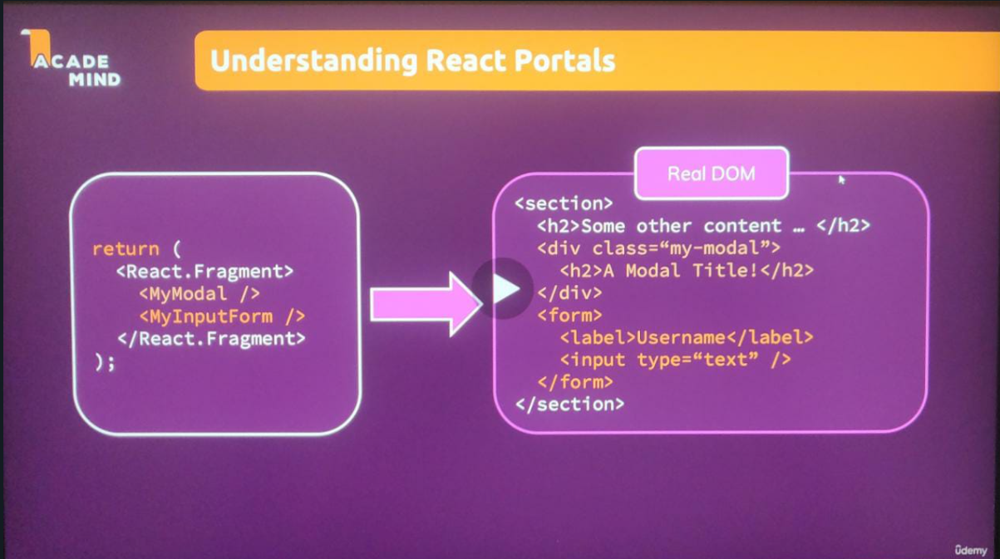 ACADE
MIND
Understanding React Portals
return (
<React.Fragment>
<MyModal />
<MyInputForm />
</React.Fragment>
);
Real DOM
<section>
<h2>Some other content … </h2>
<div class=“my-modal”>
<h2>A Modal Title!</h2>
</div>
<form>
<label>Username</label>
<input type=“text” />
</form>
</section>
ûdemy